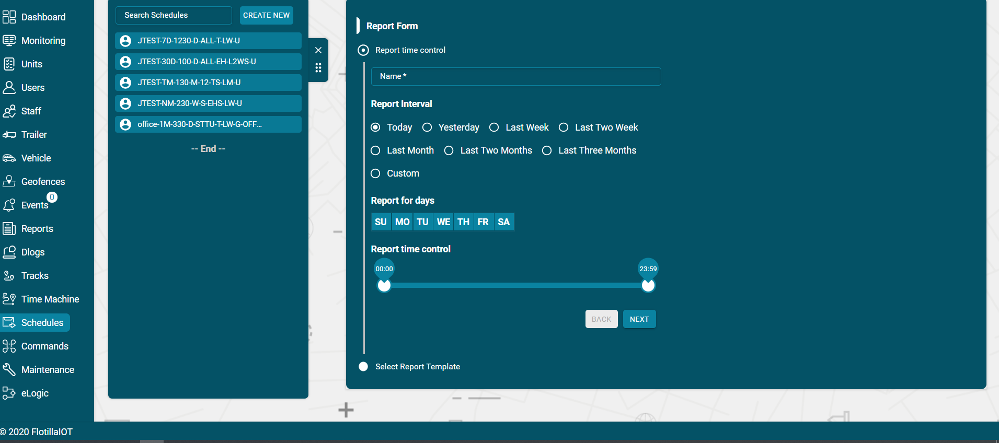 Dashboard
Monitoring
Units
Users
Staff
Trailer
Vehicle
Geofences
Events 0
Reports
Dlogs
Tracks
Time Machine
Schedules
Commands
Maintenance
eLogic
Search Schedules
CREATE NEW
JTEST-7D-1230-D-ALL-T-LW-U
JTEST-30D-100-D-ALL-EH-L2WS-U
JTEST-TM-130-M-12-TS-LM-U
JTEST-NM-230-W-S-EHS-LW-U
office-1M-330-D-STTU-T-LW-G-OFF...
-- End --
Report Form
Report time control
Name *
Report Interval
Today Yesterday Last Week Last Two Week
Last Month Last Two Months Last Three Months
Custom
Report for days
SU MO TU WE TH FR SA
Report time control
00:00 23:59
BACK NEXT
Select Report Template
© 2020 FlotillaIOT